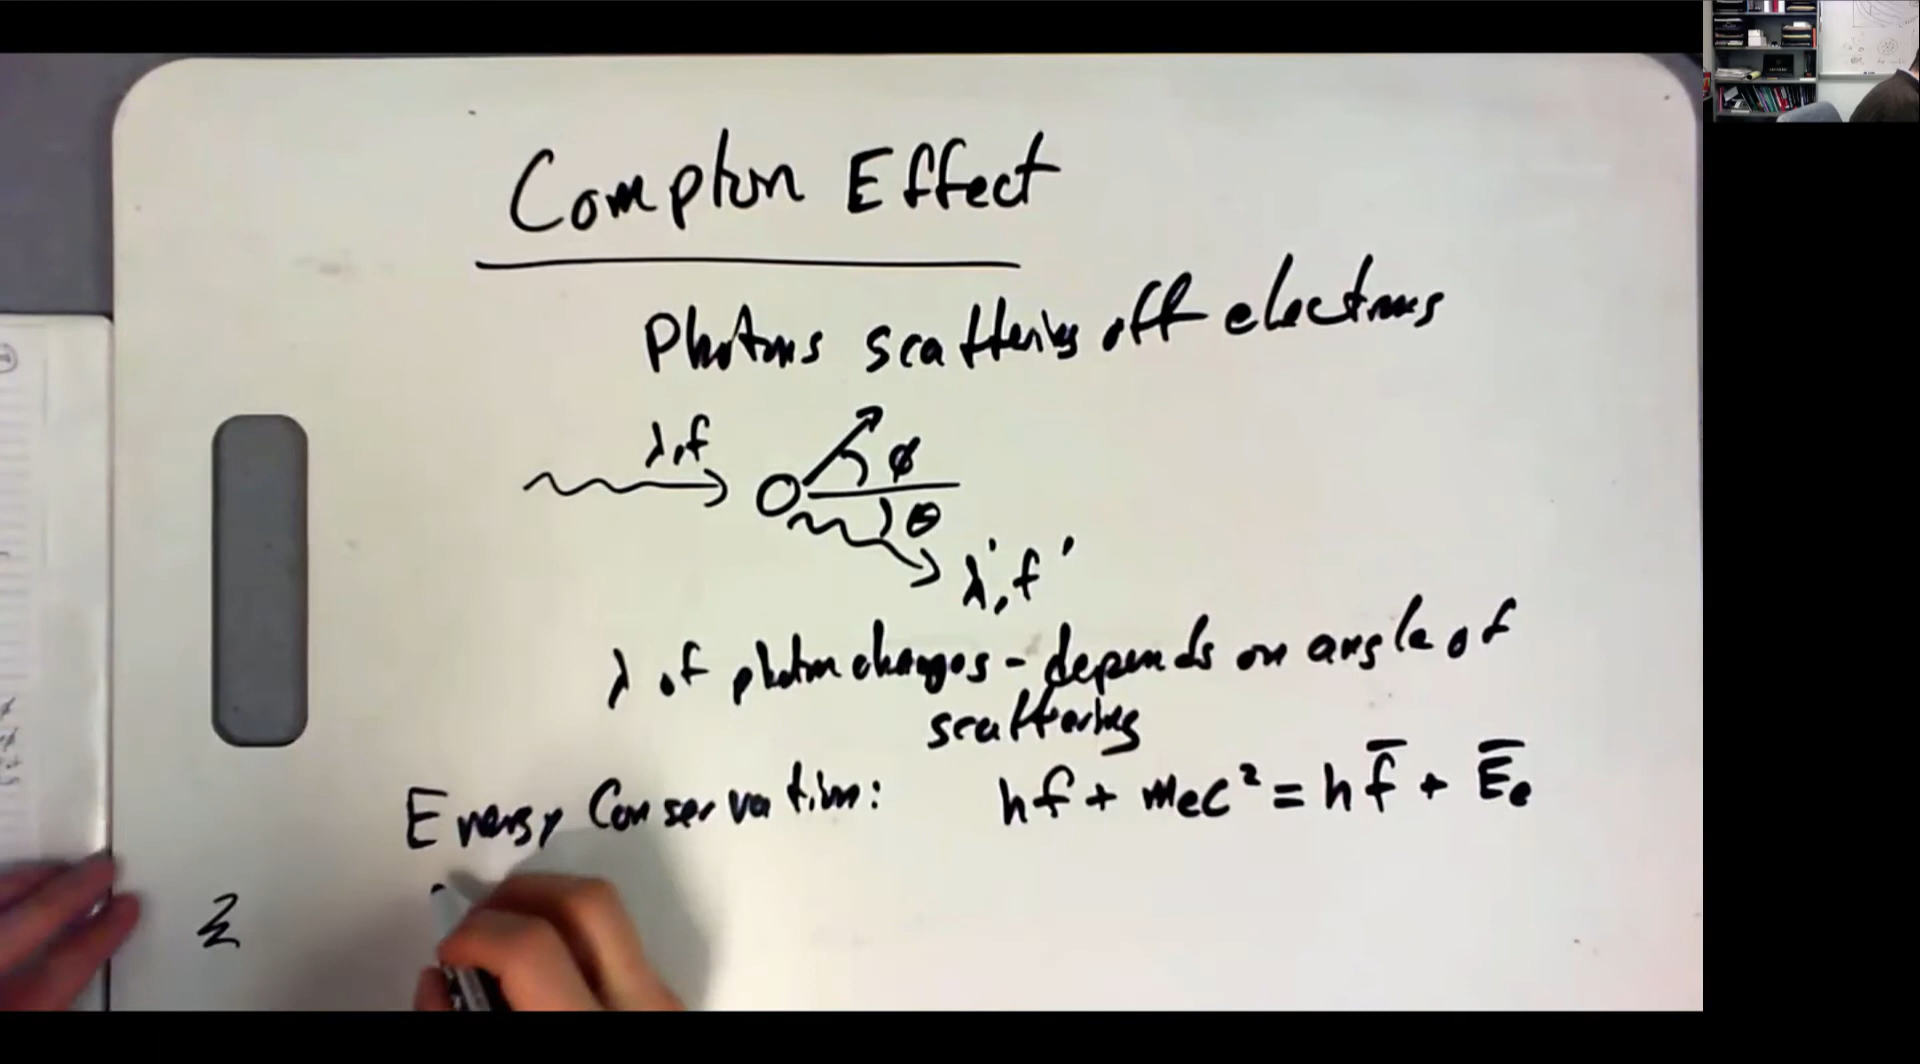 Compton Effect
Photons scattering off electrons
λ, f
φ
θ
λ', f'
λ of photon changes - depends on angle of
scattering
Energy Conservation: hf + mec² = hf̅ + E̅e
2